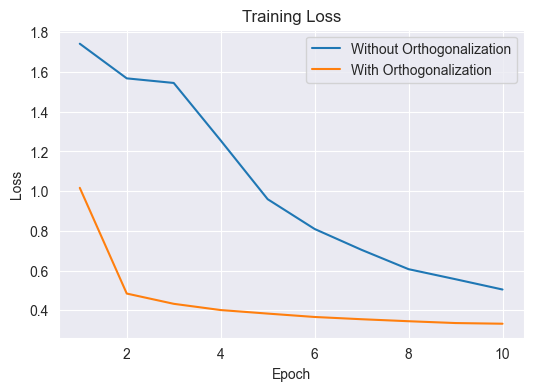 Training Loss
Without Orthogonalization
With Orthogonalization
Loss
1.8
1.6
1.4
1.2
1.0
0.8
0.6
0.4
2 4 6 8 10
Epoch